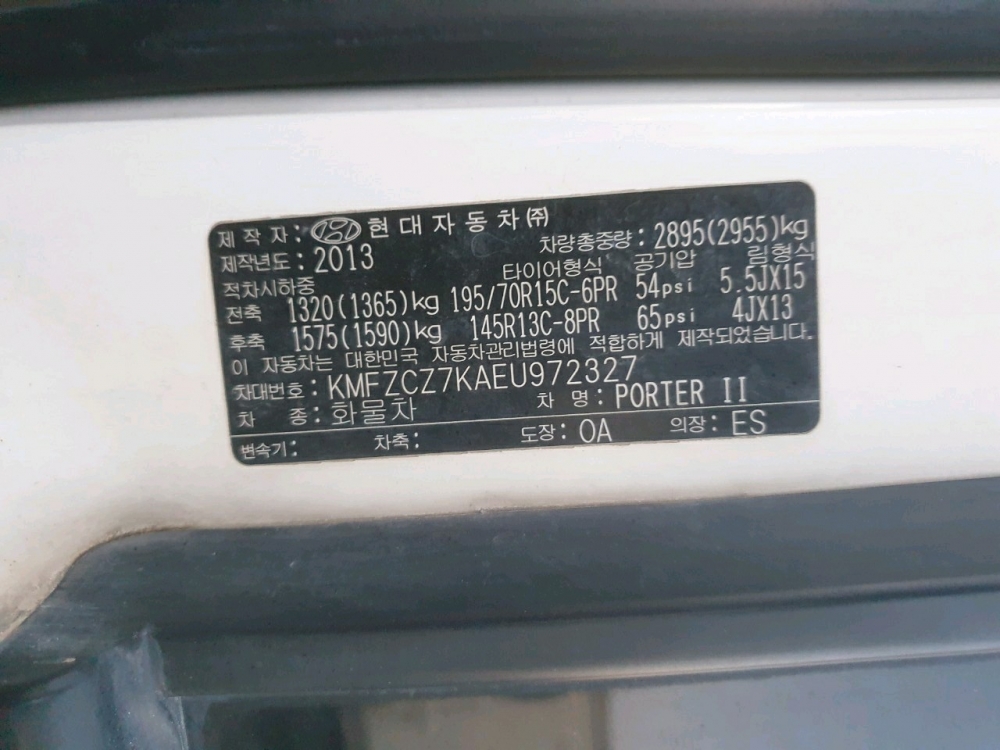 제 작 자 : 현대자동차(주) 차량총중량 : 2895(2955)kg
제작년도 : 2013 타이어형식 공기압 림형식
적차시하중
전축 1320(1365)kg 195/70R15C-6PR 54psi 5.5JX15
후축 1575(1590)kg 145R13C-8PR 65psi 4JX13
이 자동차는 대한민국 자동차관리법령에 적합하게 제작되었습니다.
차대번호 : KMFZCZ7KAEU972327
차 종 : 화물차 차 명 : PORTER II
변속기 : 차축 : 도장 : OA 의장 : ES